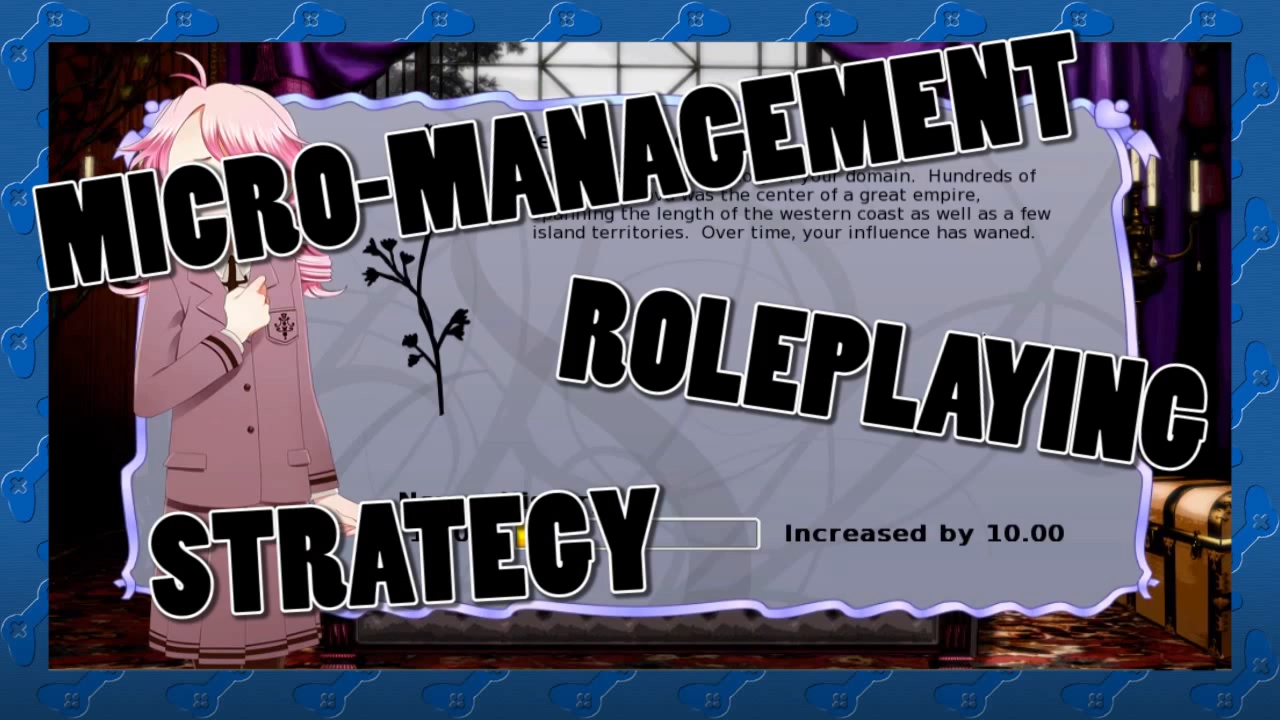 MICRO-MANAGEMENT
your domain. Hundreds of
was the center of a great empire,
the length of the western coast as well as a few
island territories. Over time, your influence has waned.
ROLEPLAYING
STRATEGY
Increased by 10.00